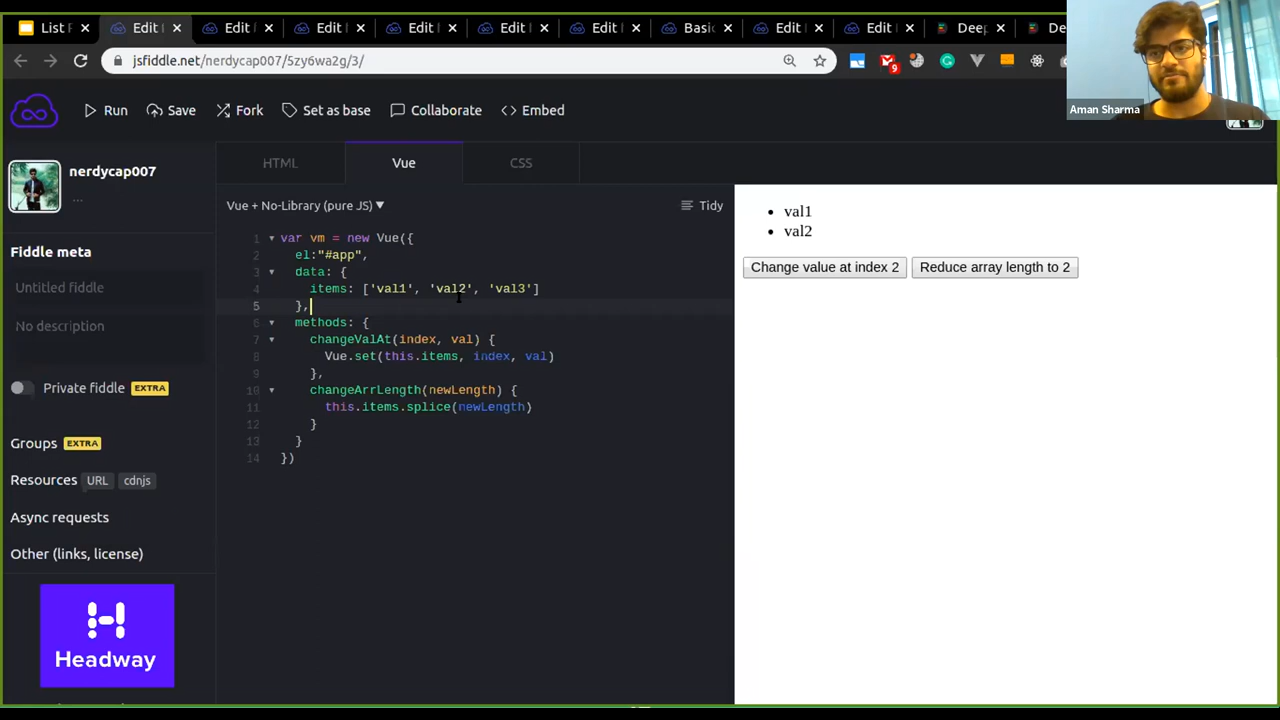 List F
Edit
Edit
Edit
Edit
Edit
Edit
Basi
Edit
Edit
Deep
De
jsfiddle.net/nerdycap007/5zy6wa2g/3/
9
Aman Sharma
Run
Save
Fork
Set as base
Collaborate
Embed
nerdycap007
...
Fiddle meta
Untitled fiddle
No description
Private fiddle EXTRA
Groups EXTRA
Resources URL cdnjs
Async requests
Other (links, license)
Headway
HTML
Vue
CSS
Vue + No-Library (pure JS) ▼
Tidy
1 var vm = new Vue({
2 el:"#app",
3 data: {
4 items: ['val1', 'val2', 'val3']
5 },
6 methods: {
7 changeValAt(index, val) {
8 Vue.set(this.items, index, val)
9 },
10 changeArrLength(newLength) {
11 this.items.splice(newLength)
12 }
13 }
14 })
• val1
• val2
Change value at index 2
Reduce array length to 2